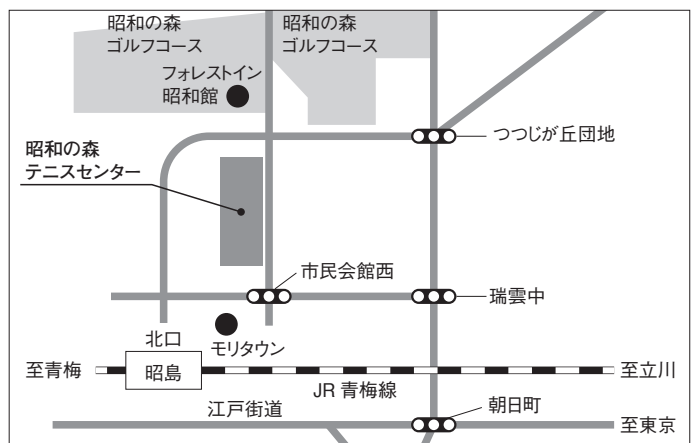 昭和の森
ゴルフコース
昭和の森
ゴルフコース
フォレストイン
昭和館
つつじが丘団地
昭和の森
テニスセンター
市民会館西
瑞雲中
北口
モリタウン
至青梅
昭島
至立川
JR 青梅線
江戸街道
朝日町
至東京